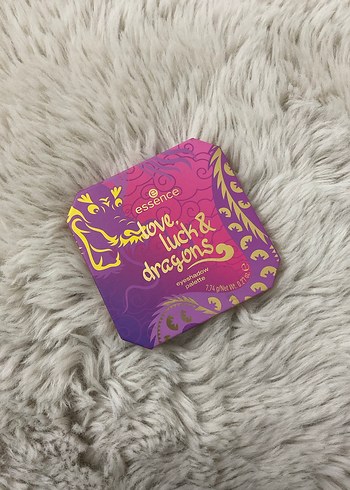 essence
Love,
luck &
dragons
eyeshadow
palette